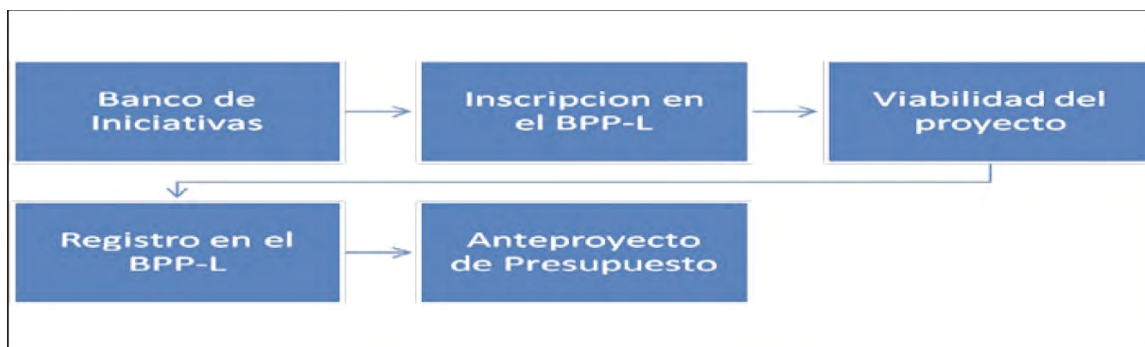 Banco de
Iniciativas
Inscripcion en
el BPP-L
Viabilidad del
proyecto
Registro en el
BPP-L
Anteproyecto
de Presupuesto